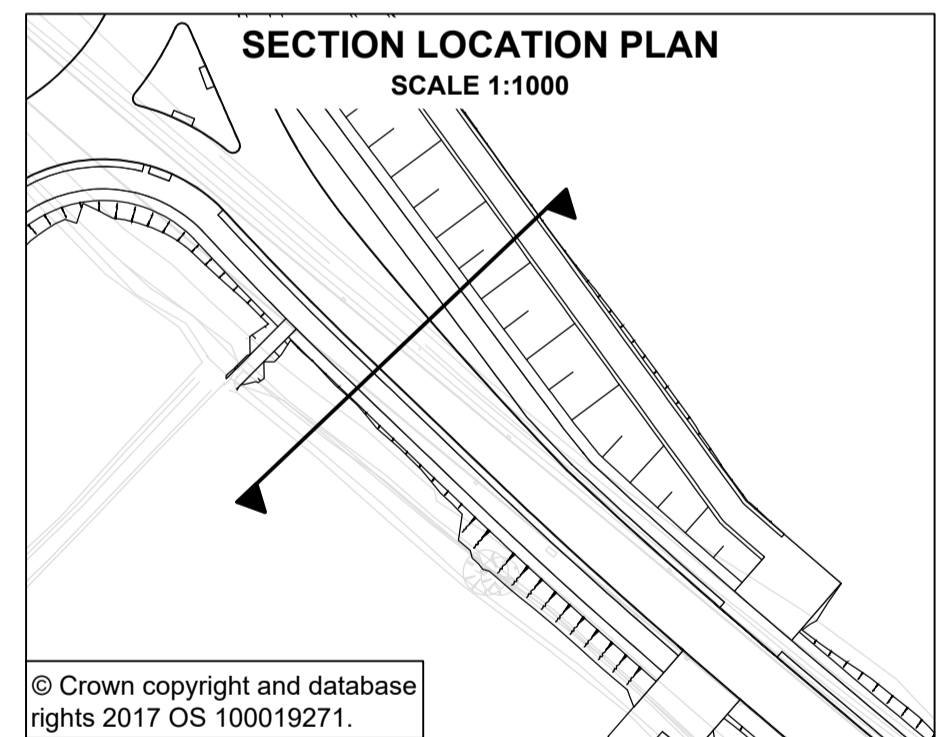 SECTION LOCATION PLAN
SCALE 1:1000
© Crown copyright and database
rights 2017 OS 100019271.